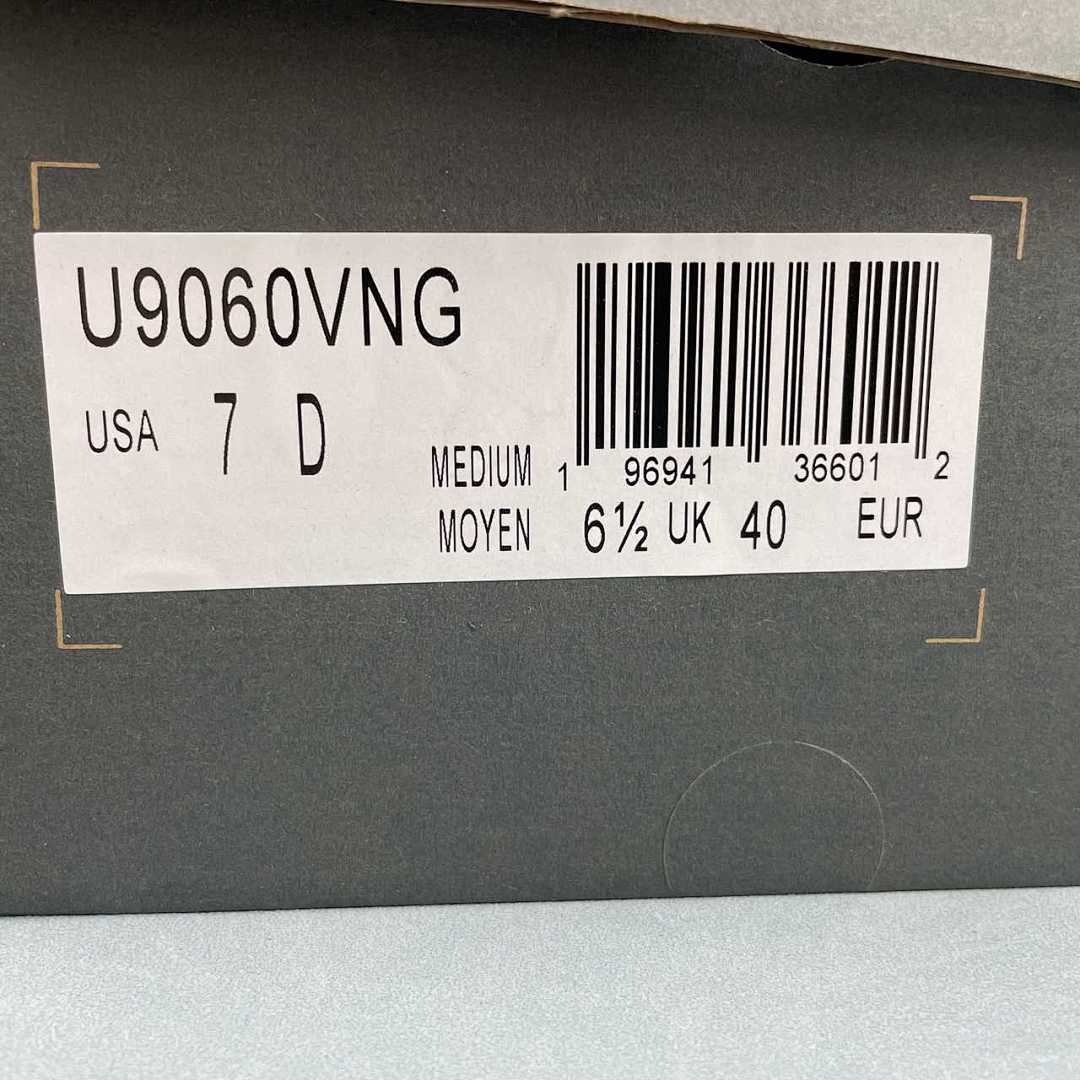 U9060VNG
USA 7 D
MEDIUM
MOYEN
1 96941 36601 2
6½ UK 40 EUR